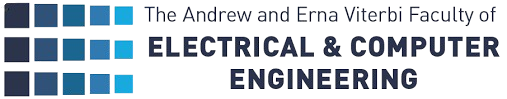 The Andrew and Erna Viterbi Faculty of
ELECTRICAL & COMPUTER
ENGINEERING